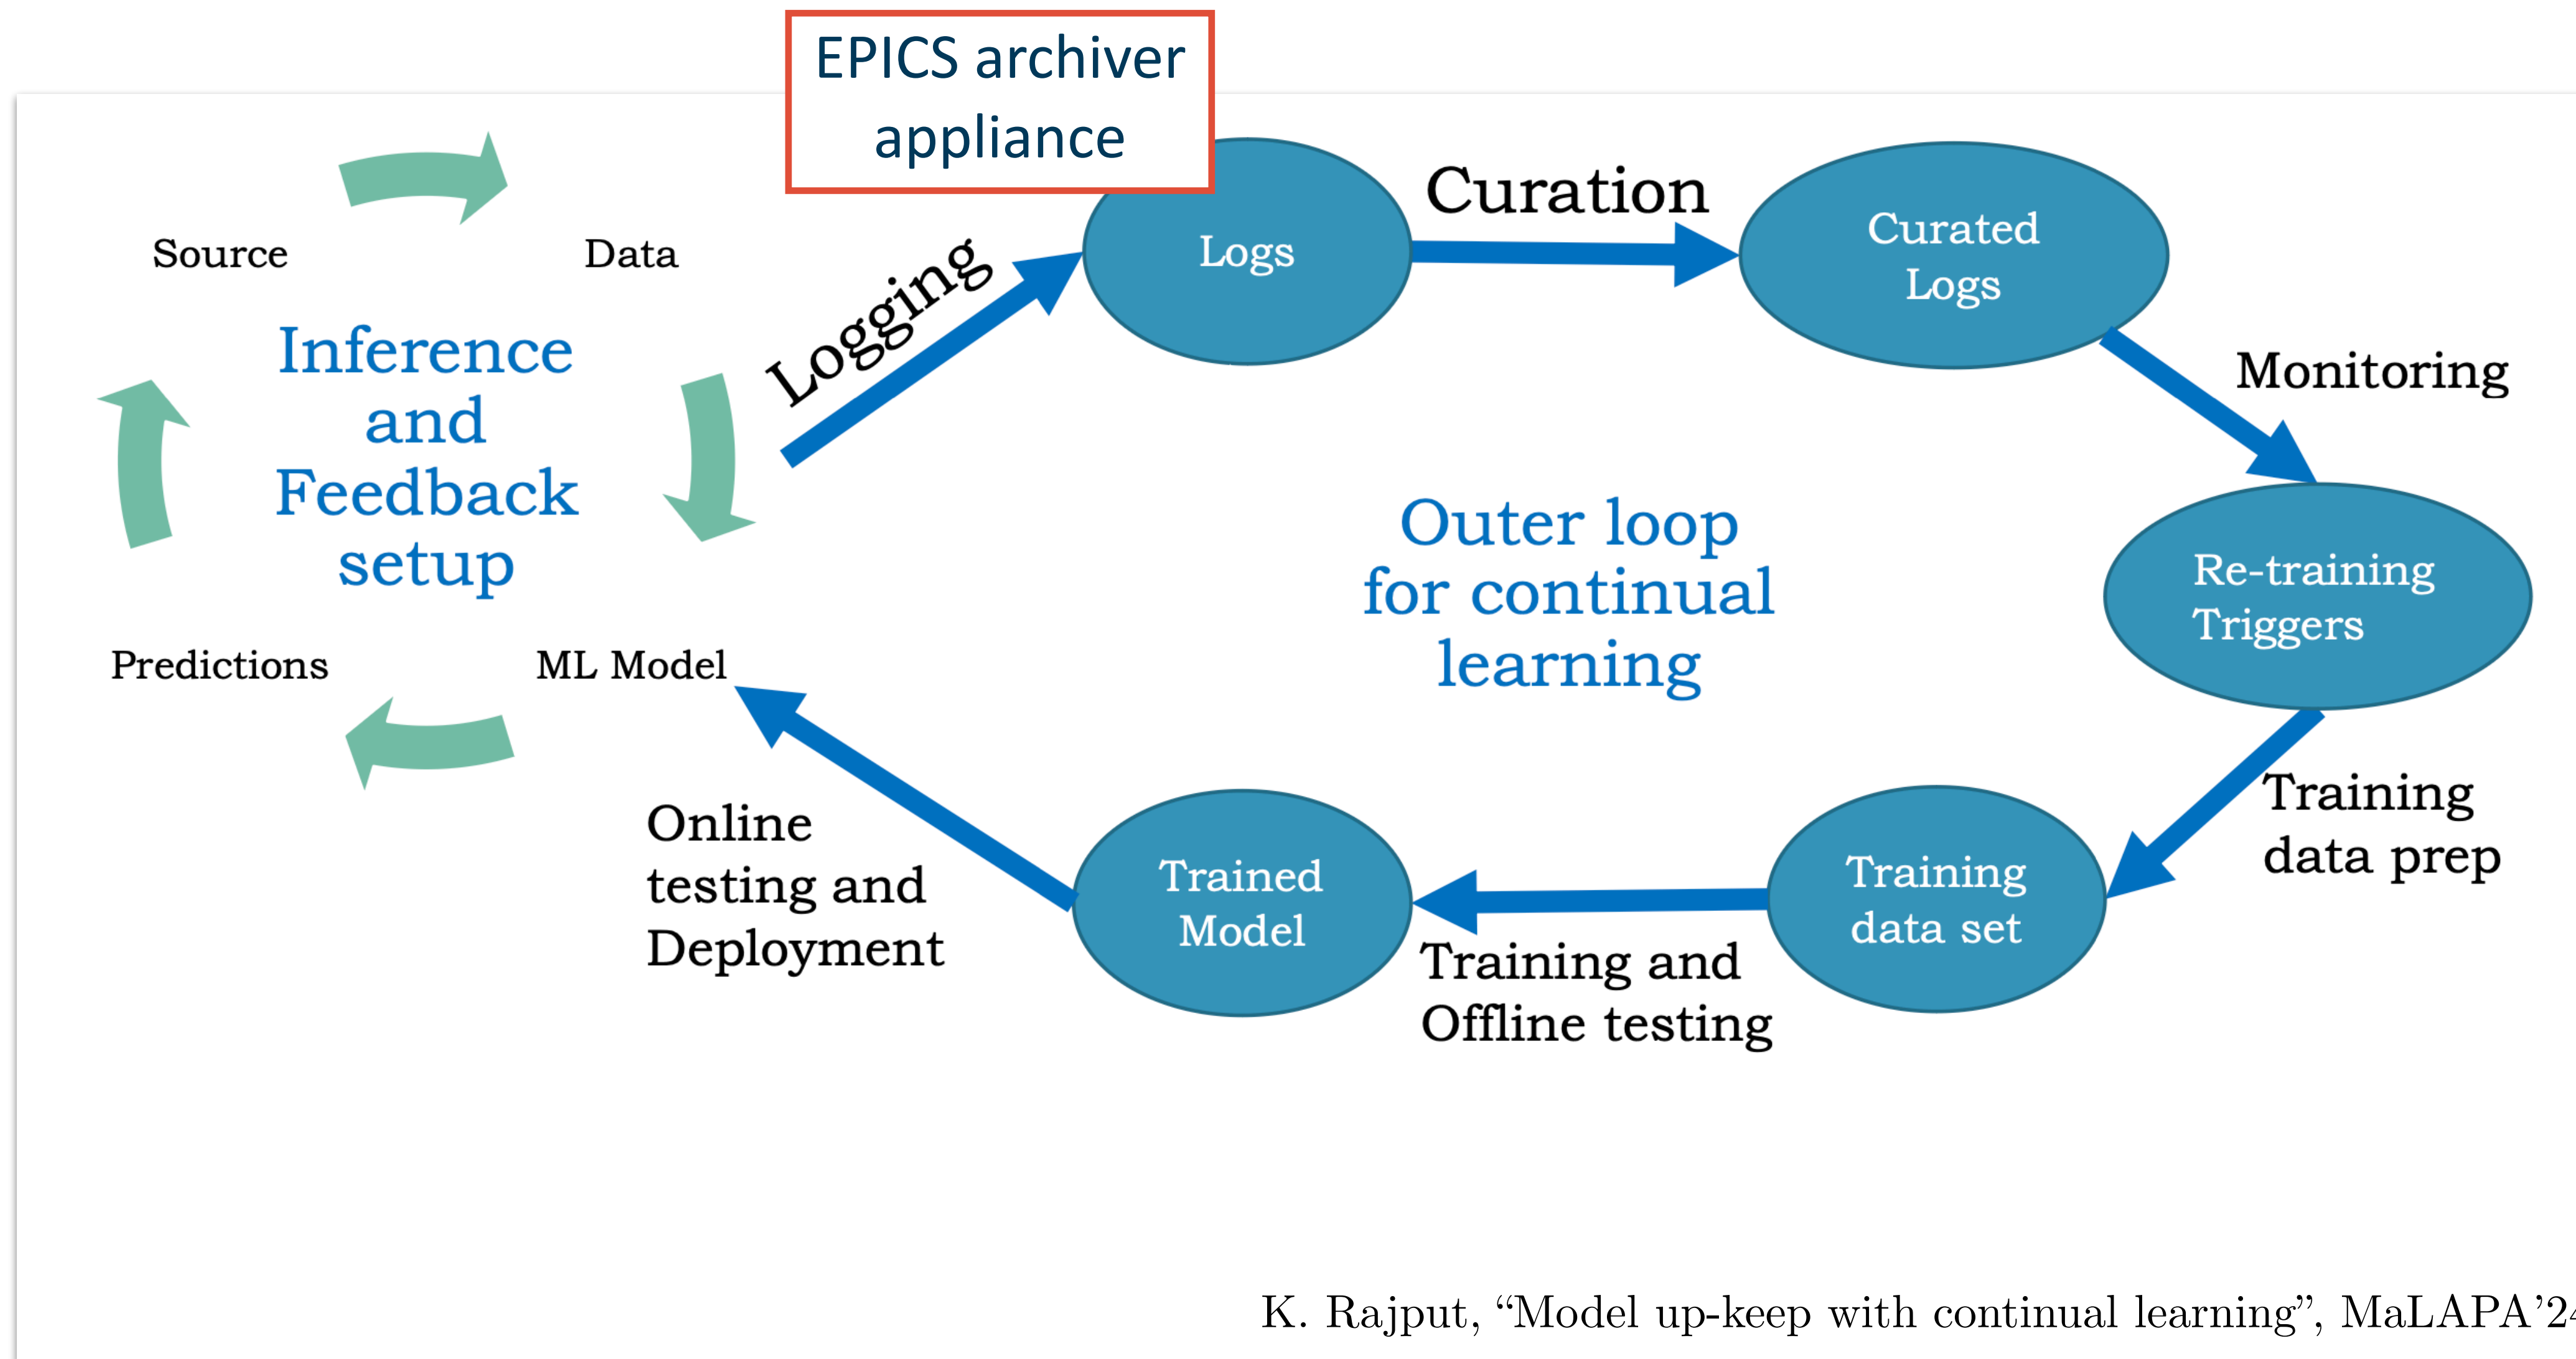 EPICS archiver
appliance
Source
Data
Inference
and
Feedback
setup
Predictions
ML Model
Logging
Logs
Curation
Curated
Logs
Monitoring
Re-training
Triggers
Outer loop
for continual
learning
Training
data prep
Training
data set
Training and
Offline testing
Trained
Model
Online
testing and
Deployment
K. Rajput, “Model up-keep with continual learning”, MaLAPA’24